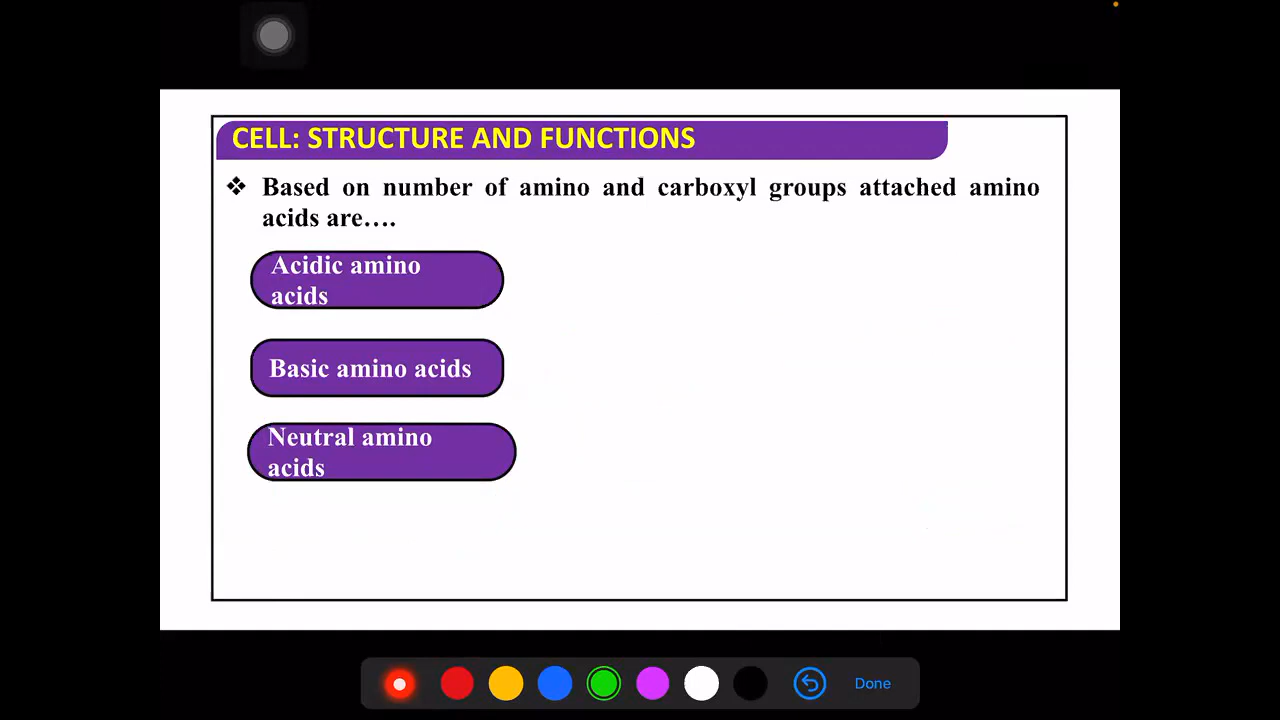 CELL: STRUCTURE AND FUNCTIONS
❖ Based on number of amino and carboxyl groups attached amino
acids are….
Acidic amino
acids
Basic amino acids
Neutral amino
acids
Done